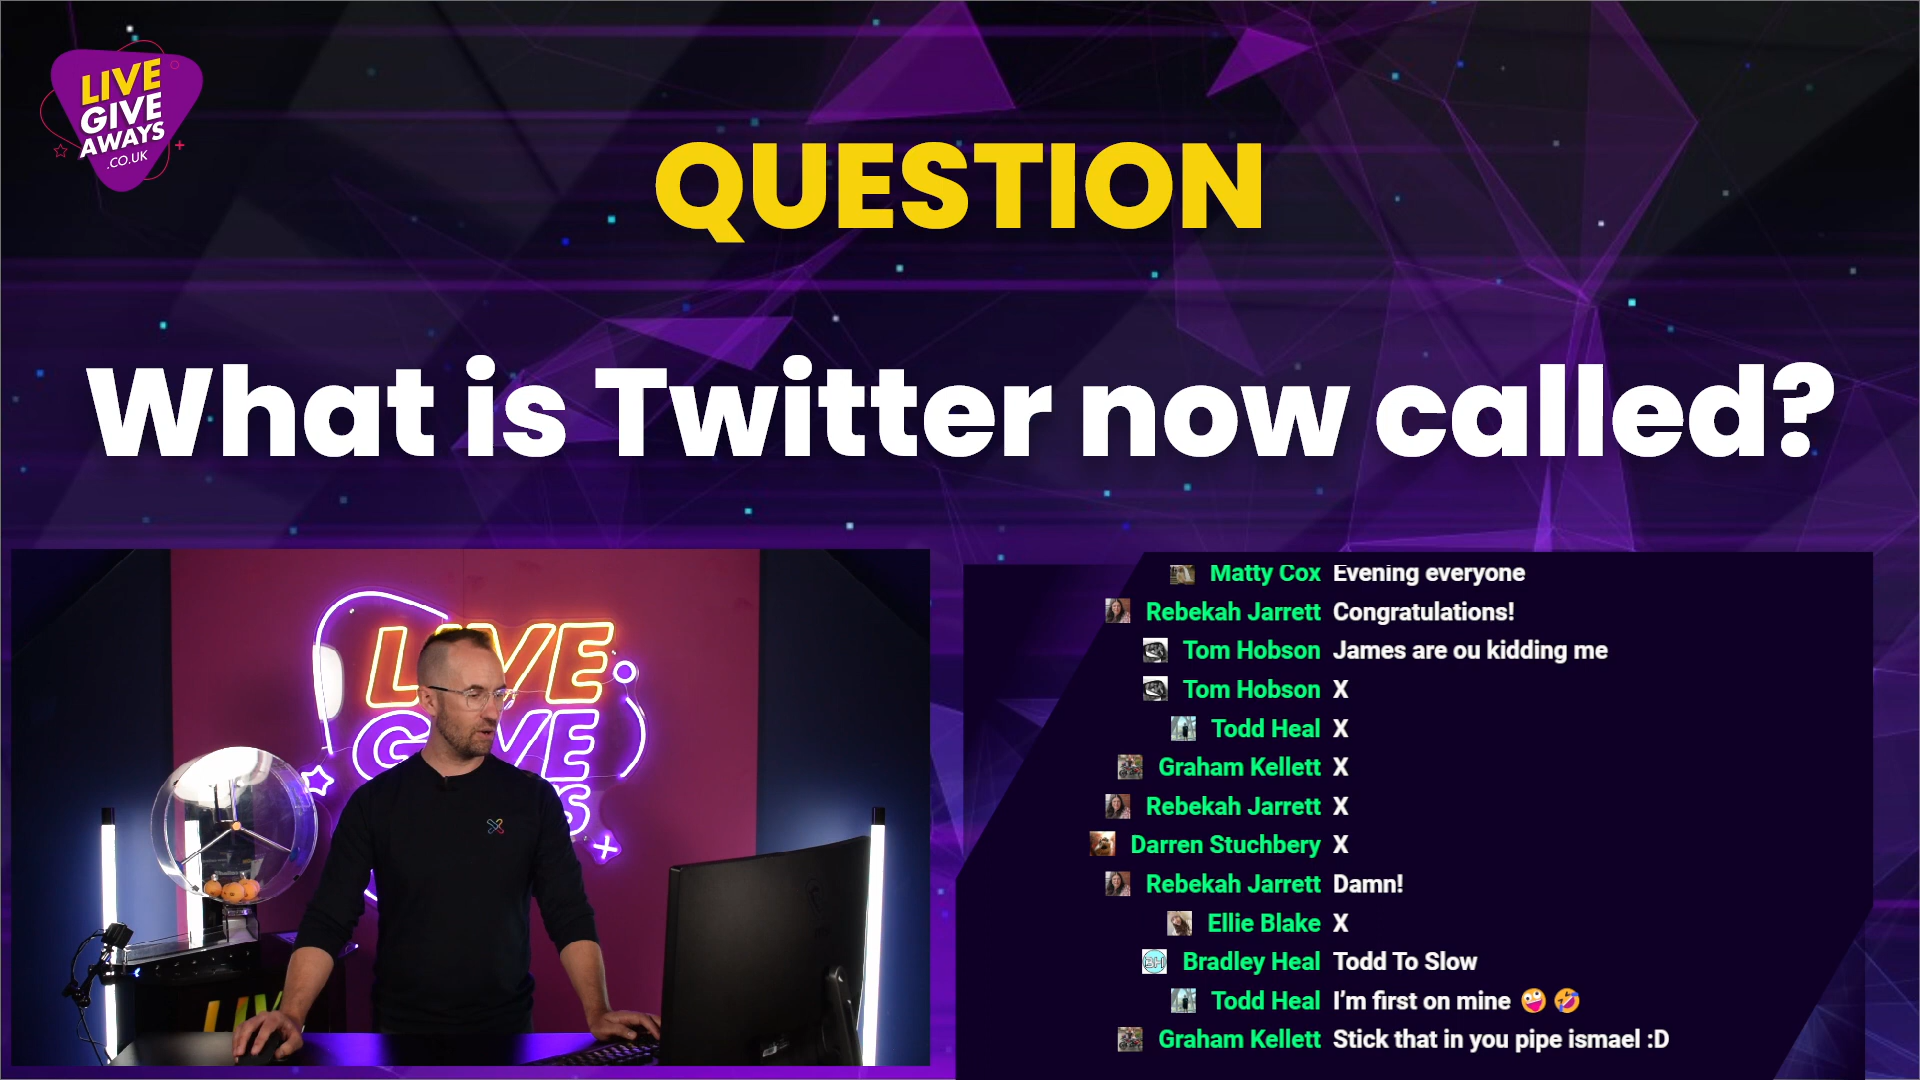 LIVE
GIVE
AWAYS
.CO.UK
QUESTION
What is Twitter now called?
LIVE
GIVE
Matty Cox Evening everyone
Rebekah Jarrett Congratulations!
Tom Hobson James are ou kidding me
Tom Hobson X
Todd Heal X
Graham Kellett X
Rebekah Jarrett X
Darren Stuchbery X
Rebekah Jarrett Damn!
Ellie Blake X
BH Bradley Heal Todd To Slow
Todd Heal I’m first on mine 🤪 🤣
Graham Kellett Stick that in you pipe ismael :D